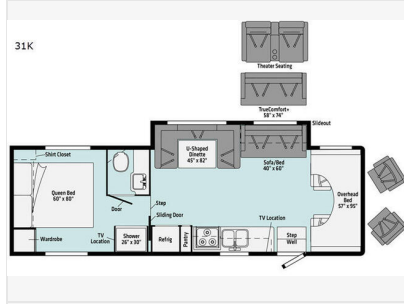 31K
Theater Seating
TrueComfort+
58" x 74"
Slideout
U-Shaped
Dinette
45" x 82"
Sofa/Bed
40" x 60"
Shirt Closet
Queen Bed
60" x 80"
Overhead
Bed
57" x 95"
Door
Step
Sliding Door
TV Location
Wardrobe
TV
Location
Shower
26" x 30"
Refrig
Pantry
Step
Well